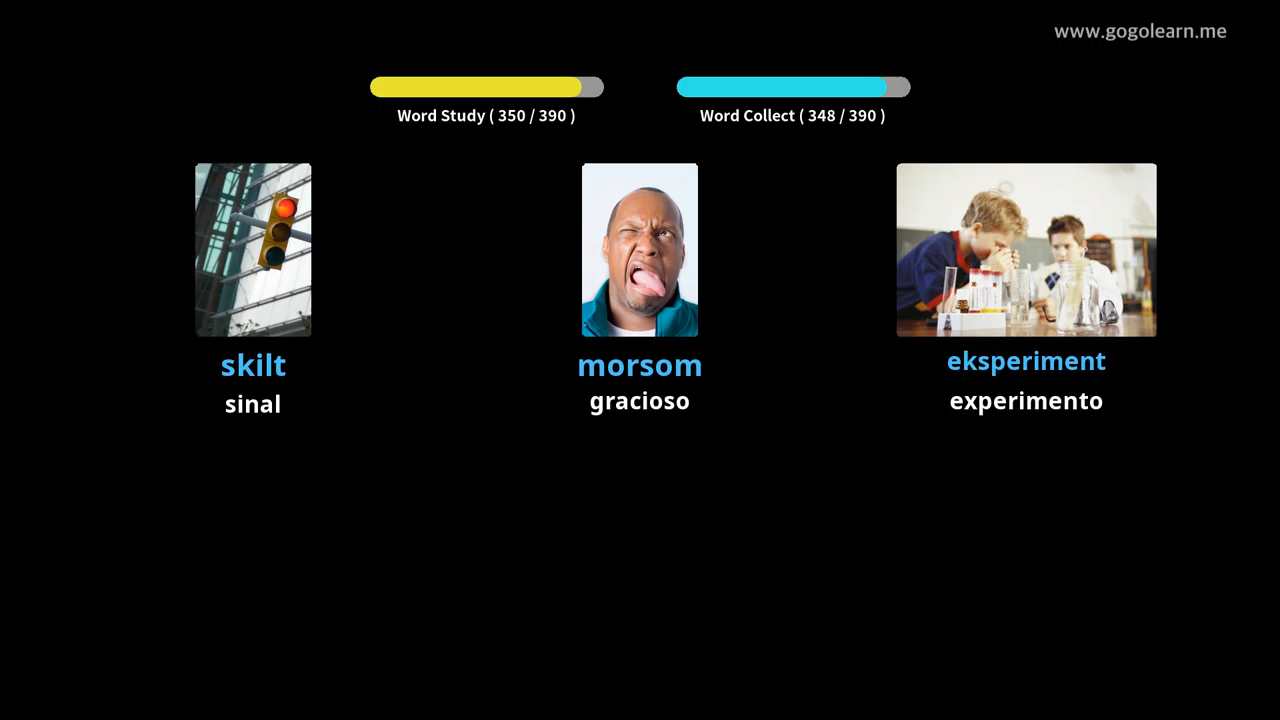 www.gogolearn.me
Word Study ( 350 / 390 )
Word Collect ( 348 / 390 )
skilt
sinal
morsom
gracioso
eksperiment
experimento